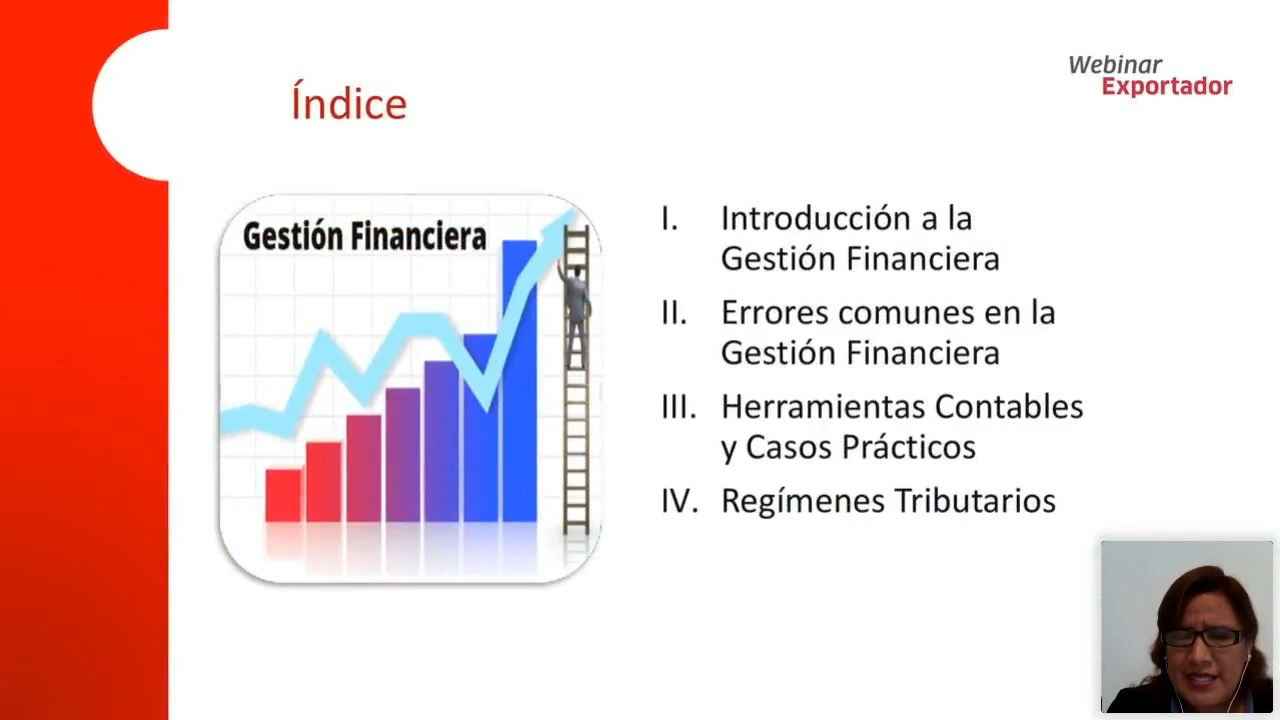 Webinar
Exportador
Índice
Gestión Financiera
I. Introducción a la
Gestión Financiera
II. Errores comunes en la
Gestión Financiera
III. Herramientas Contables
y Casos Prácticos
IV. Regímenes Tributarios